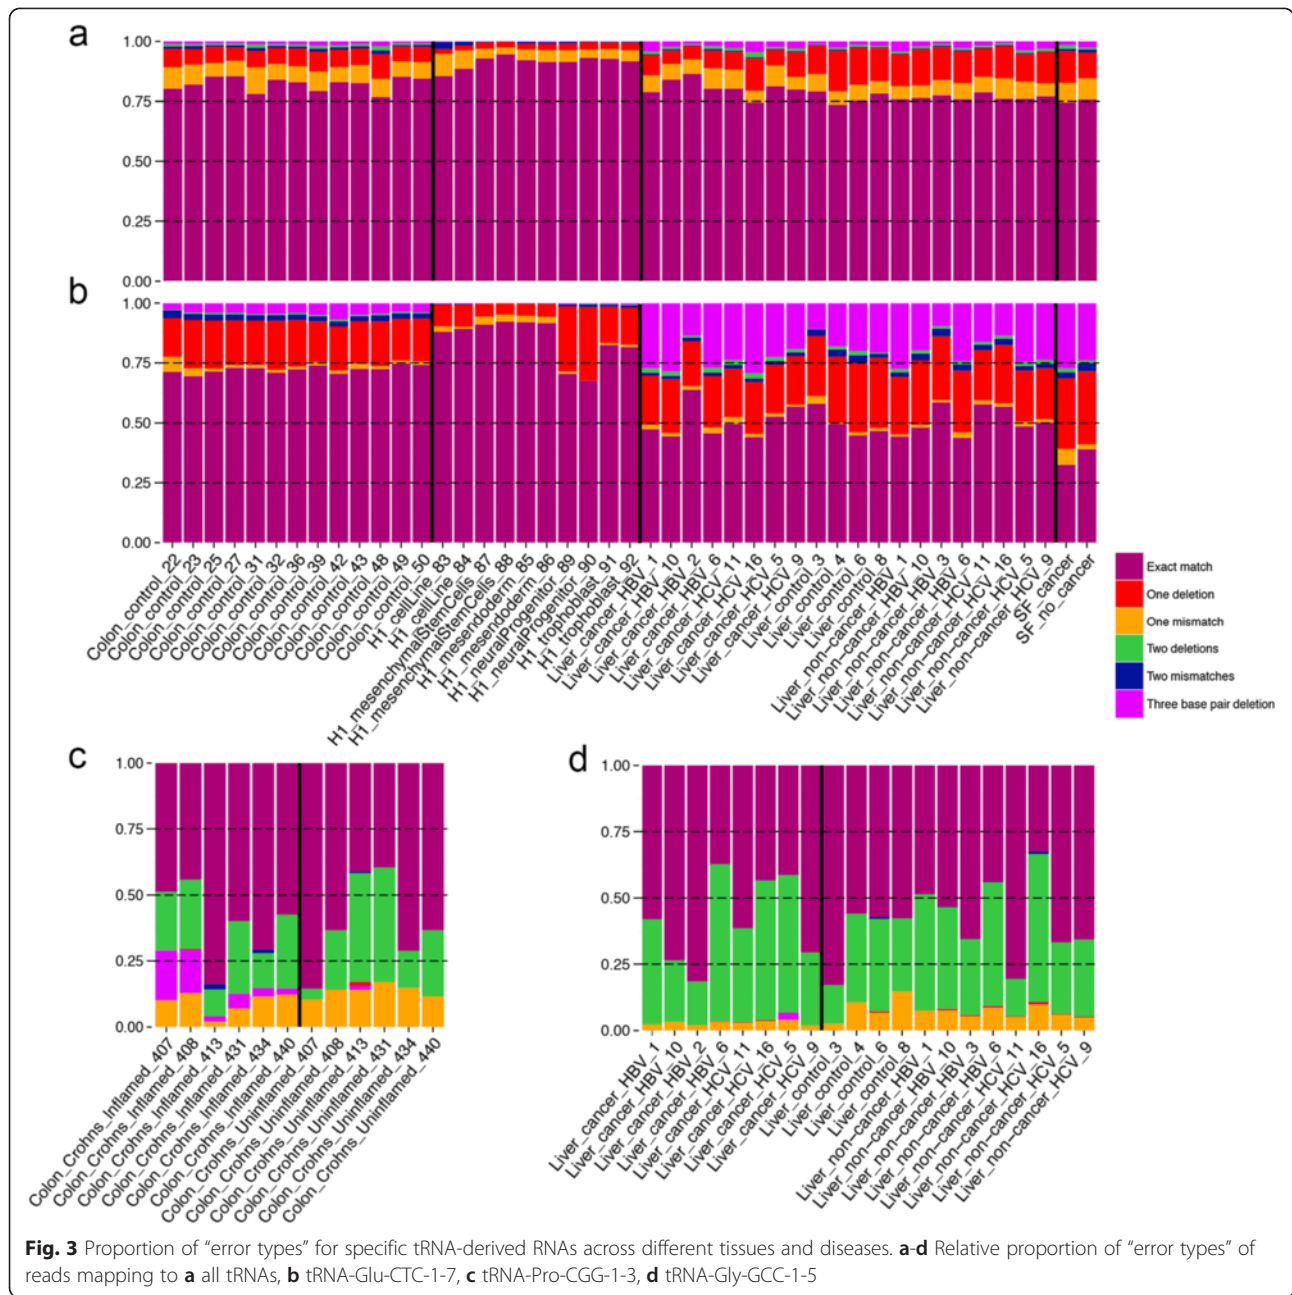 a
1.00
0.75
0.50
0.25
0.00
b
1.00
0.75
0.50
0.25
0.00
Colon_control_22
Colon_control_23
Colon_control_25
Colon_control_27
Colon_control_31
Colon_control_32
Colon_control_36
Colon_control_39
Colon_control_42
Colon_control_43
Colon_control_48
Colon_control_49
Colon_control_50
H1_cellLine_83
H1_cellLine_84
H1_mesenchymalStemCells_87
H1_mesenchymalStenCells_88
H1_mesendoderm_85
H1_mesendoderm_86
H1_neuralProgenitor_89
H1_neuralProgenitor_90
H1_trophoblast_91
H1_trophoblast_92
Liver_cancer_HBV_1
Liver_cancer_HBV_10
Liver_cancer_HBV_2
Liver_cancer_HBV_6
Liver_cancer_HCV_11
Liver_cancer_HCV_16
Liver_cancer_HCV_5
Liver_cancer_HCV_9
Liver_control_3
Liver_control_4
Liver_control_6
Liver_control_8
Liver_non-cancer_HBV_1
Liver_non-cancer_HBV_10
Liver_non-cancer_HBV_3
Liver_non-cancer_HBV_6
Liver_non-cancer_HCV_11
Liver_non-cancer_HCV_16
Liver_non-cancer_HCV_5
Liver_non-cancer_HCV_9
SF_cancer
SF_no_cancer
Exact match
One deletion
One mismatch
Two deletions
Two mismatches
Three base pair deletion
c
1.00
0.75
0.50
0.25
0.00
Colon_Crohns_Inflamed_407
Colon_Crohns_Inflamed_408
Colon_Crohns_Inflamed_413
Colon_Crohns_Inflamed_431
Colon_Crohns_Inflamed_434
Colon_Crohns_Inflamed_440
Colon_Crohns_Uninflamed_407
Colon_Crohns_Uninflamed_408
Colon_Crohns_Uninflamed_413
Colon_Crohns_Uninflamed_431
Colon_Crohns_Uninflamed_434
Colon_Crohns_Uninflamed_440
d
1.00
0.75
0.50
0.25
0.00
Liver_cancer_HBV_1
Liver_cancer_HBV_10
Liver_cancer_HBV_2
Liver_cancer_HBV_6
Liver_cancer_HCV_11
Liver_cancer_HCV_16
Liver_cancer_HCV_5
Liver_cancer_HCV_9
Liver_control_3
Liver_control_4
Liver_control_6
Liver_control_8
Liver_non-cancer_HBV_1
Liver_non-cancer_HBV_10
Liver_non-cancer_HBV_3
Liver_non-cancer_HBV_6
Liver_non-cancer_HCV_11
Liver_non-cancer_HCV_16
Liver_non-cancer_HCV_5
Liver_non-cancer_HCV_9
Fig. 3 Proportion of “error types” for specific tRNA-derived RNAs across different tissues and diseases. a-d Relative proportion of “error types” of
reads mapping to a all tRNAs, b tRNA-Glu-CTC-1-7, c tRNA-Pro-CGG-1-3, d tRNA-Gly-GCC-1-5